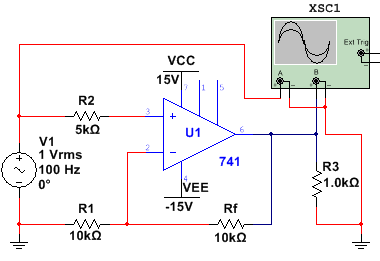 XSC1
Ext Trig
A
B
VCC
15V
7
1
5
R2
5kΩ
3
U1
6
741
2
4
VEE
-15V
V1
1 Vrms
100 Hz
0°
R1
10kΩ
Rf
10kΩ
R3
1.0kΩ